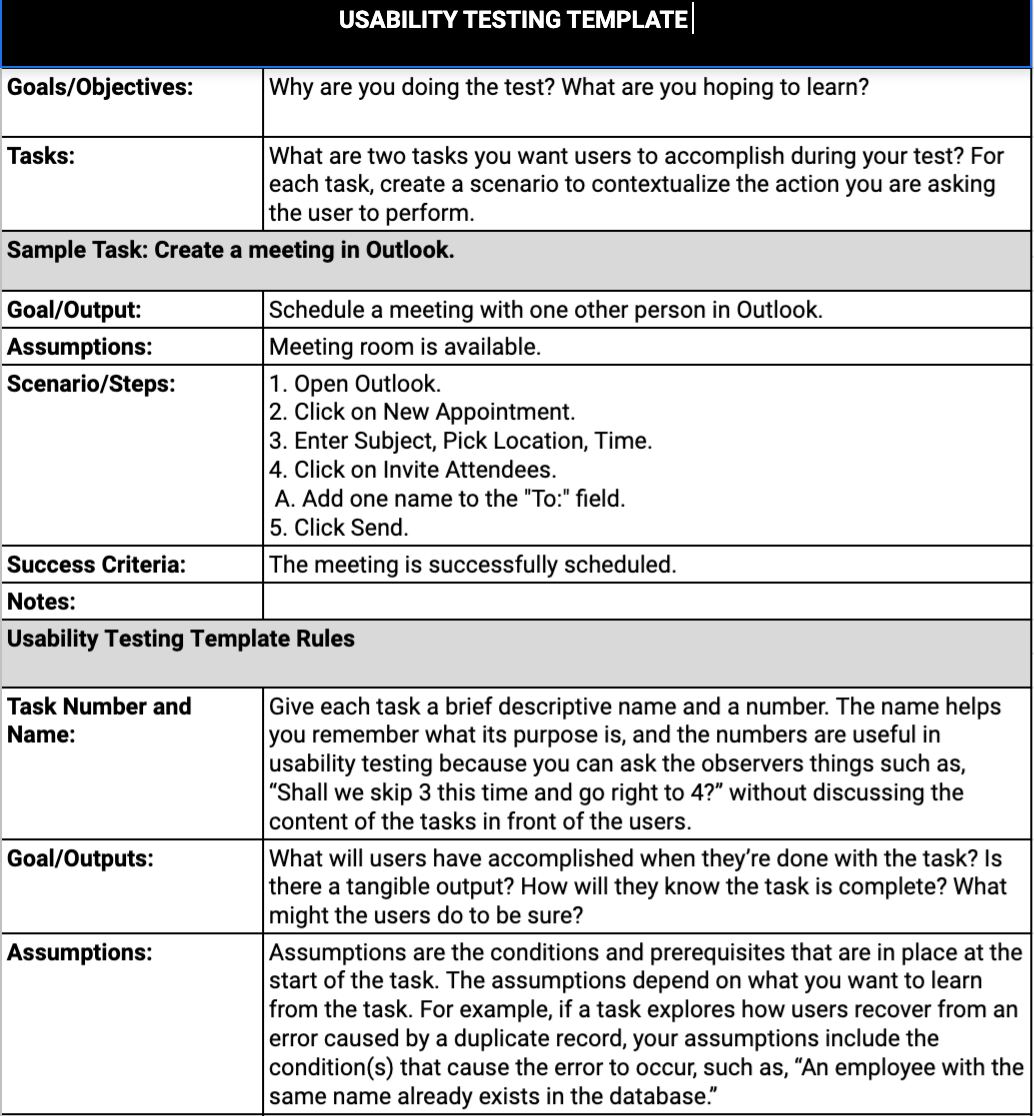 USABILITY TESTING TEMPLATE
Goals/Objectives:
Why are you doing the test? What are you hoping to learn?
Tasks:
What are two tasks you want users to accomplish during your test? For
each task, create a scenario to contextualize the action you are asking
the user to perform.
Sample Task: Create a meeting in Outlook.
Goal/Output:
Schedule a meeting with one other person in Outlook.
Assumptions:
Meeting room is available.
Scenario/Steps:
1. Open Outlook.
2. Click on New Appointment.
3. Enter Subject, Pick Location, Time.
4. Click on Invite Attendees.
A. Add one name to the "To:" field.
5. Click Send.
Success Criteria:
The meeting is successfully scheduled.
Notes:
Usability Testing Template Rules
Task Number and
Name:
Give each task a brief descriptive name and a number. The name helps
you remember what its purpose is, and the numbers are useful in
usability testing because you can ask the observers things such as,
“Shall we skip 3 this time and go right to 4?” without discussing the
content of the tasks in front of the users.
Goal/Outputs:
What will users have accomplished when they’re done with the task? Is
there a tangible output? How will they know the task is complete? What
might the users do to be sure?
Assumptions:
Assumptions are the conditions and prerequisites that are in place at the
start of the task. The assumptions depend on what you want to learn
from the task. For example, if a task explores how users recover from an
error caused by a duplicate record, your assumptions include the
condition(s) that cause the error to occur, such as, “An employee with the
same name already exists in the database.”